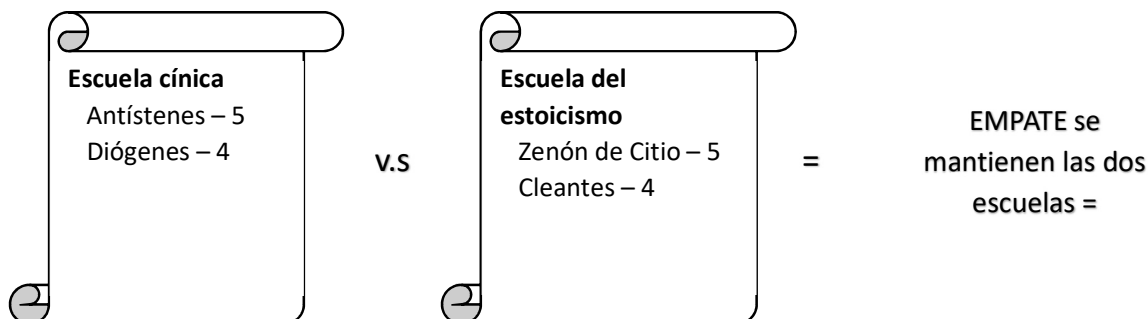 Escuela cínica
Antístenes – 5
Diógenes – 4
v.s
Escuela del
estoicismo
Zenón de Citio – 5
Cleantes – 4
=
EMPATE se
mantienen las dos
escuelas =